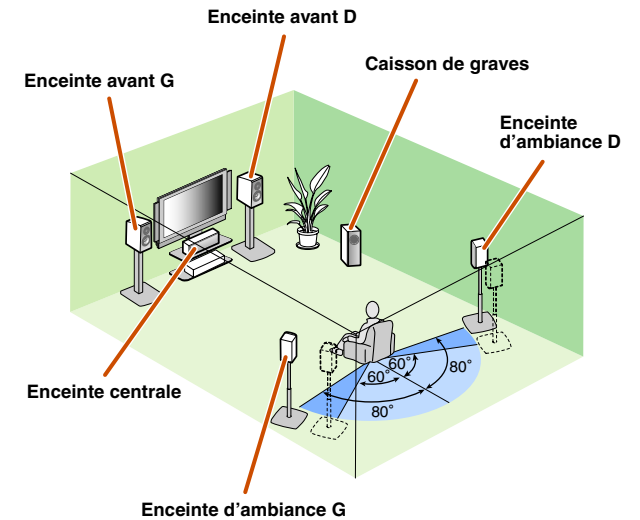 Enceinte avant D
Enceinte avant G
Caisson de graves
Enceinte
d’ambiance D
Enceinte centrale
60˚
60˚
80˚
80˚
Enceinte d’ambiance G